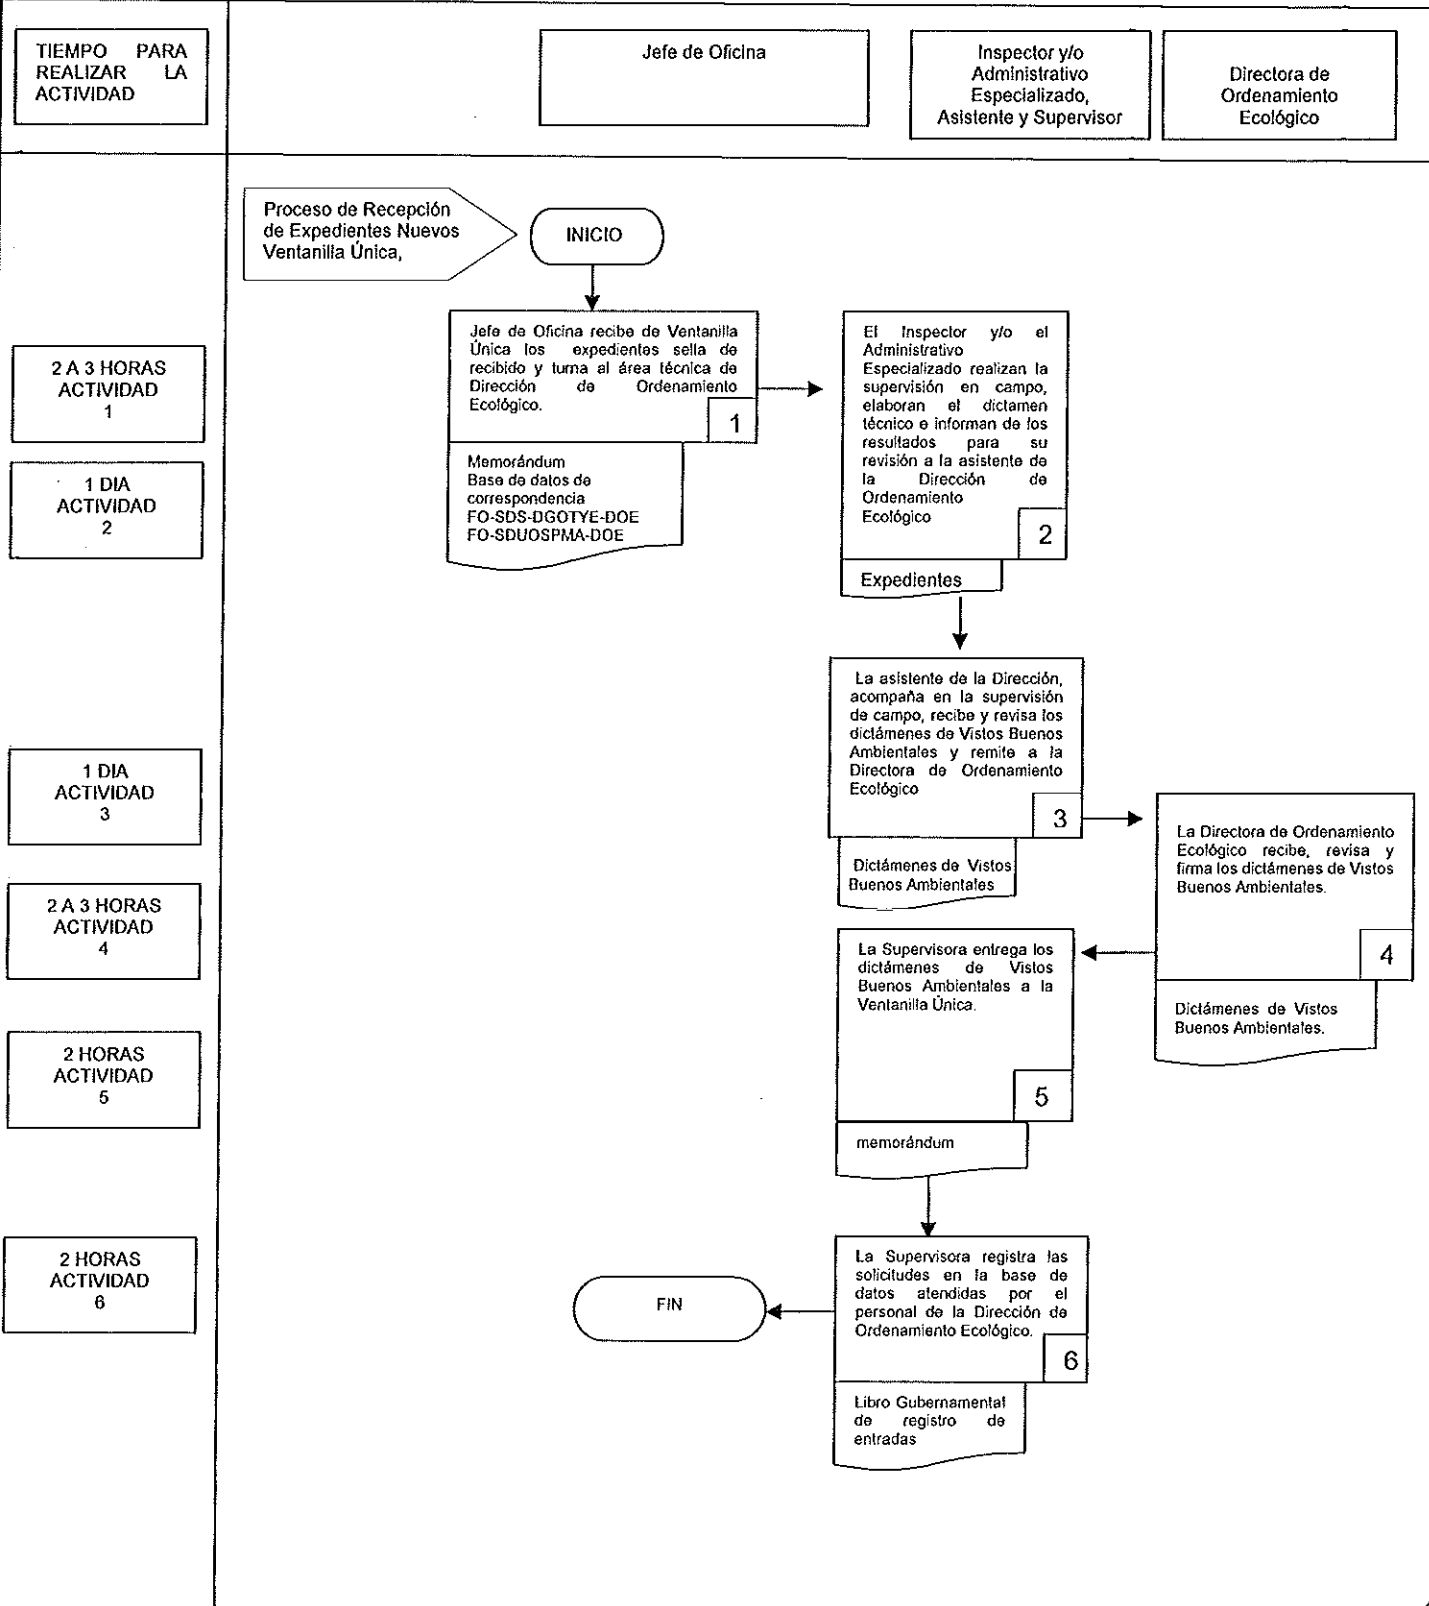 TIEMPO PARA
REALIZAR LA
ACTIVIDAD
Jefe de Oficina
Inspector y/o
Administrativo
Especializado,
Asistente y Supervisor
Directora de
Ordenamiento
Ecológico
Proceso de Recepción
de Expedientes Nuevos
Ventanilla Única,
INICIO
2 A 3 HORAS
ACTIVIDAD
1
Jefe de Oficina recibe de Ventanilla
Única los expedientes sella de
recibido y turna al área técnica de
Dirección de Ordenamiento
Ecológico.
1
Memorándum
Base de datos de
correspondencia
FO-SDS-DGOTYE-DOE
FO-SDUOSPMA-DOE
1 DIA
ACTIVIDAD
2
El Inspector y/o el
Administrativo
Especializado realizan la
supervisión en campo,
elaboran el dictamen
técnico e informan de los
resultados para su
revisión a la asistente de
la Dirección de
Ordenamiento
Ecológico
2
Expedientes
1 DIA
ACTIVIDAD
3
La asistente de la Dirección,
acompaña en la supervisión
de campo, recibe y revisa los
dictámenes de Vistos Buenos
Ambientales y remite a la
Directora de Ordenamiento
Ecológico
3
Dictámenes de Vistos
Buenos Ambientales
2 A 3 HORAS
ACTIVIDAD
4
La Directora de Ordenamiento
Ecológico recibe, revisa y
firma los dictámenes de Vistos
Buenos Ambientales.
4
Dictámenes de Vistos
Buenos Ambientales.
2 HORAS
ACTIVIDAD
5
La Supervisora entrega los
dictámenes de Vistos
Buenos Ambientales a la
Ventanilla Única.
5
memorándum
2 HORAS
ACTIVIDAD
6
La Supervisora registra las
solicitudes en la base de
datos atendidas por el
personal de la Dirección de
Ordenamiento Ecológico.
6
Libro Gubernamental
de registro de
entradas
FIN